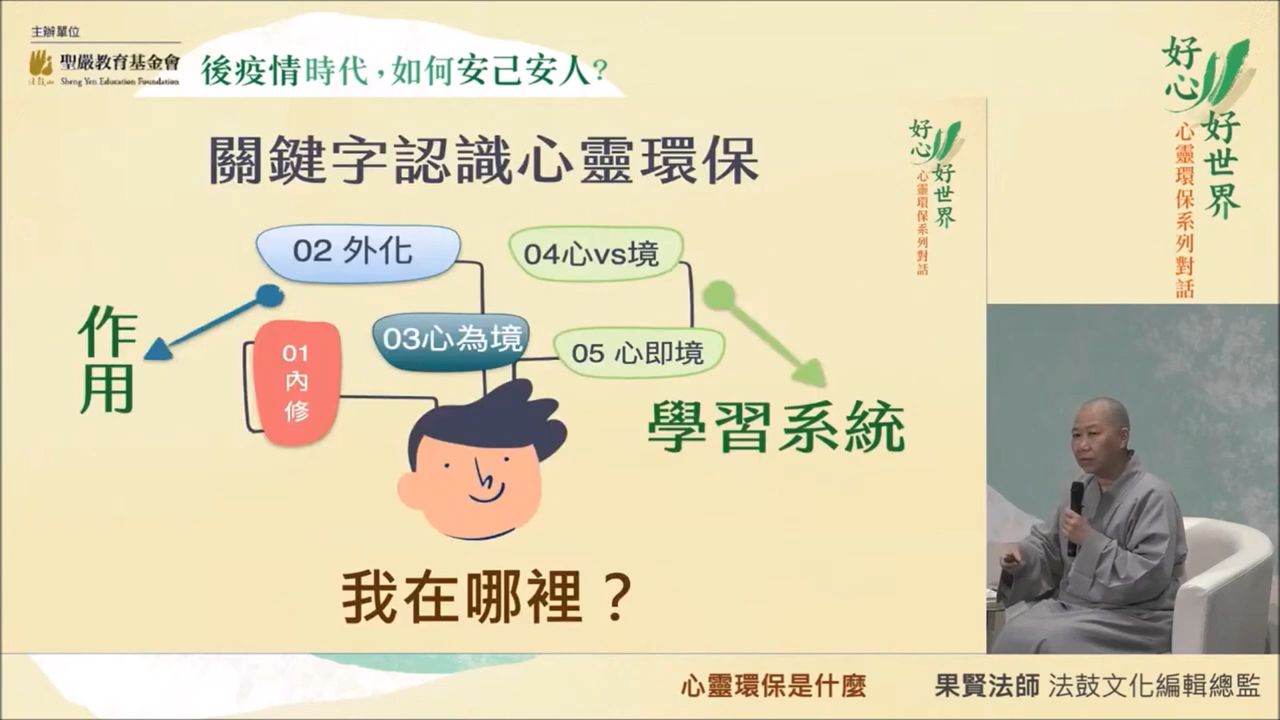 主辦單位
聖嚴教育基金會
Sheng Yen Education Foundation
法鼓山
後疫情時代，如何安己安人?
好心
好世界
心靈環保系列對話
關鍵字認識心靈環保
好心
好世界
心靈環保系列對話
02 外化
04心vs境
作用
01
內
修
03心為境
05 心即境
學習系統
我在哪裡？
心靈環保是什麼
果賢法師 法鼓文化編輯總監